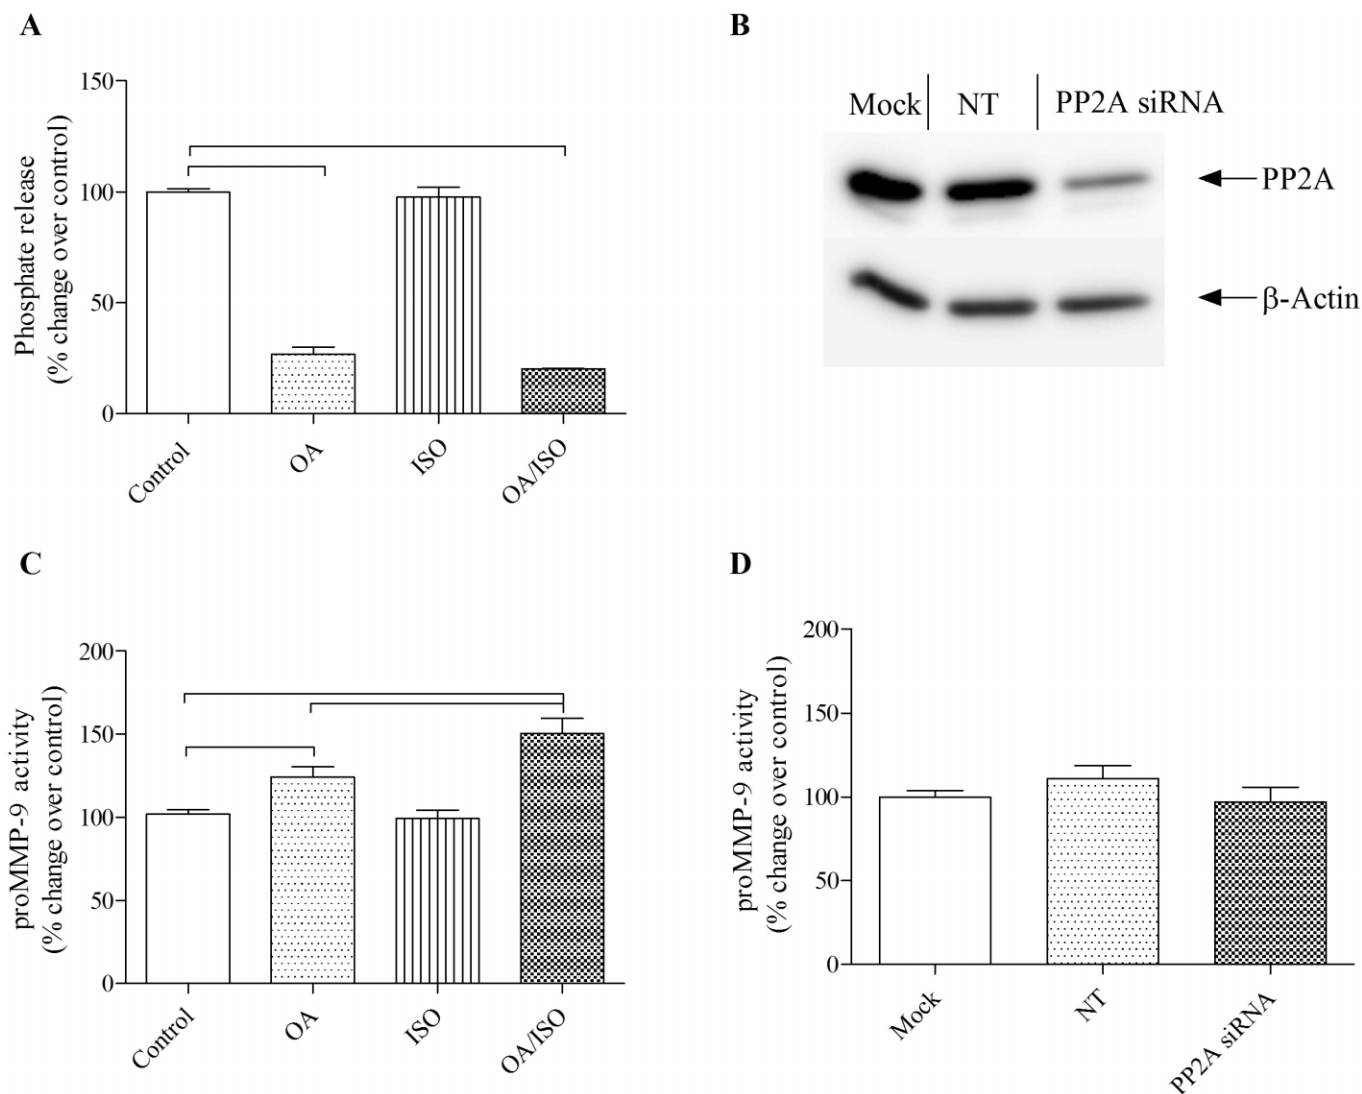 A
Phosphate release
(% change over control)
150
100
50
0
Control
OA
ISO
OA/ISO
B
Mock
NT
PP2A siRNA
PP2A
β-Actin
C
proMMP-9 activity
(% change over control)
200
150
100
50
0
Control
OA
ISO
OA/ISO
D
proMMP-9 activity
(% change over control)
200
150
100
50
0
Mock
NT
PP2A siRNA